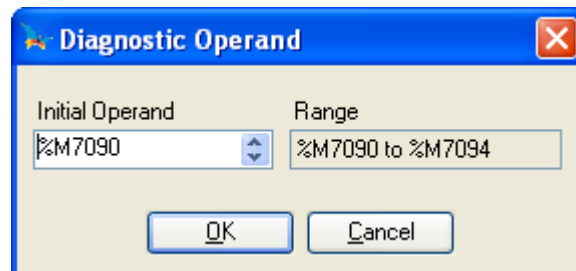 Diagnostic Operand
Initial Operand Range
%M7090 %M7090 to %M7094
OK Cancel